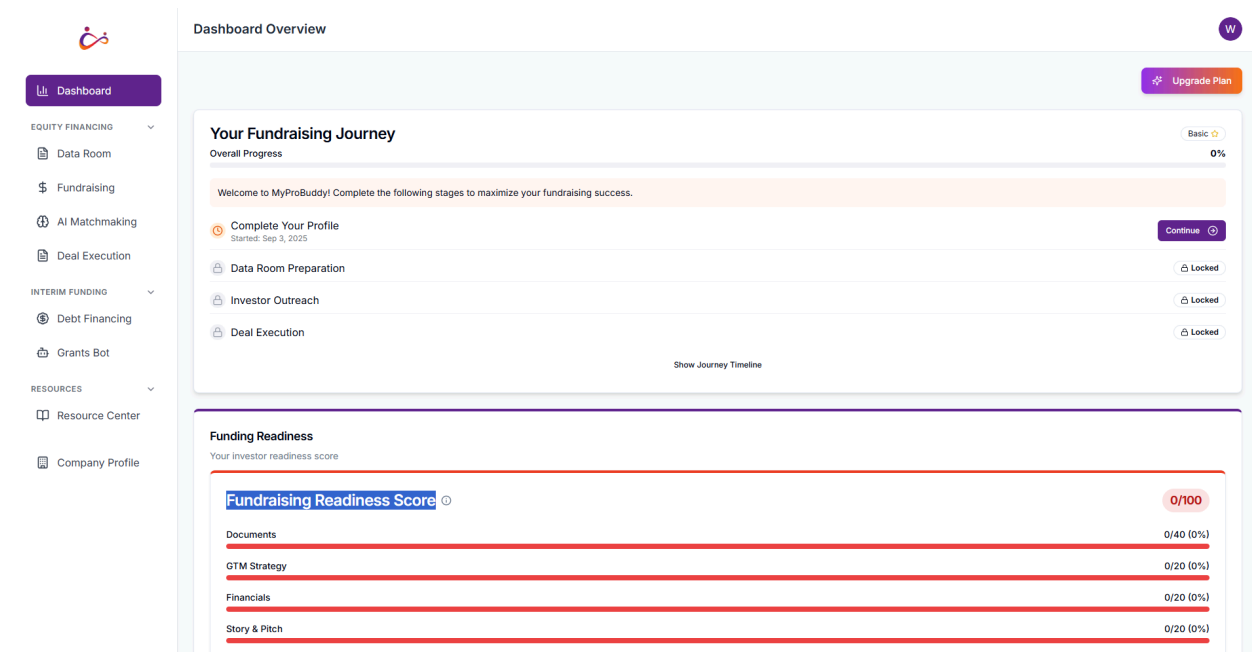 Dashboard Overview
W
Dashboard
EQUITY FINANCING
Data Room
Fundraising
AI Matchmaking
Deal Execution
INTERIM FUNDING
Debt Financing
Grants Bot
RESOURCES
Resource Center
Company Profile
Upgrade Plan
Your Fundraising Journey
Basic
Overall Progress
0%
Welcome to MyProBuddy! Complete the following stages to maximize your fundraising success.
Complete Your Profile
Started: Sep 3, 2025
Continue
Data Room Preparation
Locked
Investor Outreach
Locked
Deal Execution
Locked
Show Journey Timeline
Funding Readiness
Your investor readiness score
Fundraising Readiness Score
0/100
Documents
0/40 (0%)
GTM Strategy
0/20 (0%)
Financials
0/20 (0%)
Story & Pitch
0/20 (0%)